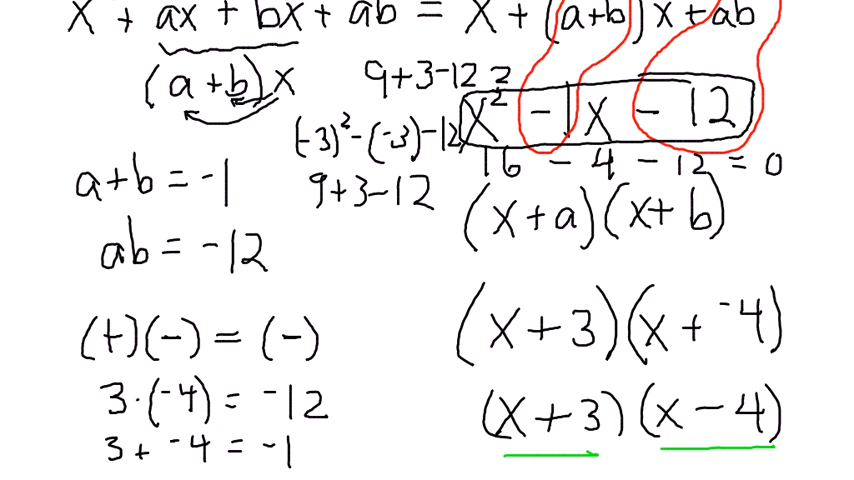 x + ax + bx + ab = x + (a+b)x + ab
(a+b)x
9+3-12 2
x² - 1x - 12
(-3)² - (-3) - 12
16 - 4 - 12 = 0
a+b = -1
9+3-12
(x+a)(x+b)
ab = -12
(x+3)(x+⁻4)
(+)(-) = (-)
3·(⁻4) = ⁻12
(x+3)(x-4)
3 + ⁻4 = ⁻1